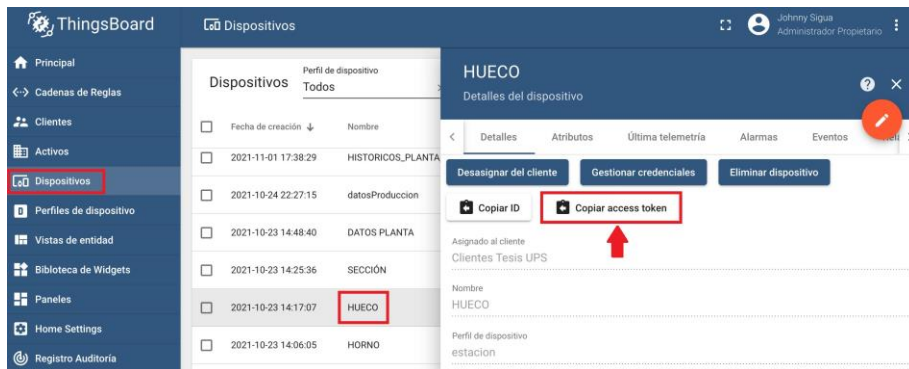 ThingsBoard
Dispositivos
Johnny Sigua
Administrador Propietario
Principal
Cadenas de Reglas
Clientes
Activos
Dispositivos
Perfiles de dispositivo
Vistas de entidad
Biblioteca de Widgets
Paneles
Home Settings
Registro Auditoría
Dispositivos
Perfil de dispositivo
Todos
Fecha de creación ↓ Nombre
2021-11-01 17:38:29 HISTORICOS_PLANTA
2021-10-24 22:27:15 datosProduccion
2021-10-23 14:48:40 DATOS PLANTA
2021-10-23 14:25:36 SECCIÓN
2021-10-23 14:17:07 HUECO
2021-10-23 14:06:05 HORNO
HUECO
Detalles del dispositivo
Detalles Atributos Última telemetría Alarmas Eventos
Desasignar del cliente Gestionar credenciales Eliminar dispositivo
Copiar ID Copiar access token
Asignado al cliente
Clientes Tesis UPS
Nombre
HUECO
Perfil de dispositivo
estacion